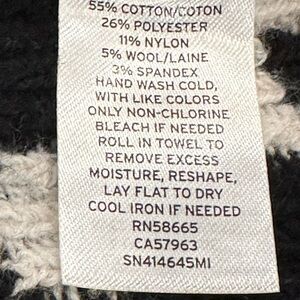 55% COTTON/COTON
26% POLYESTER
11% NYLON
5% WOOL/LAINE
3% SPANDEX
HAND WASH COLD,
WITH LIKE COLORS
ONLY NON-CHLORINE
BLEACH IF NEEDED
ROLL IN TOWEL TO
REMOVE EXCESS
MOISTURE, RESHAPE,
LAY FLAT TO DRY
COOL IRON IF NEEDED
RN58665
CA57963
SN414645MI